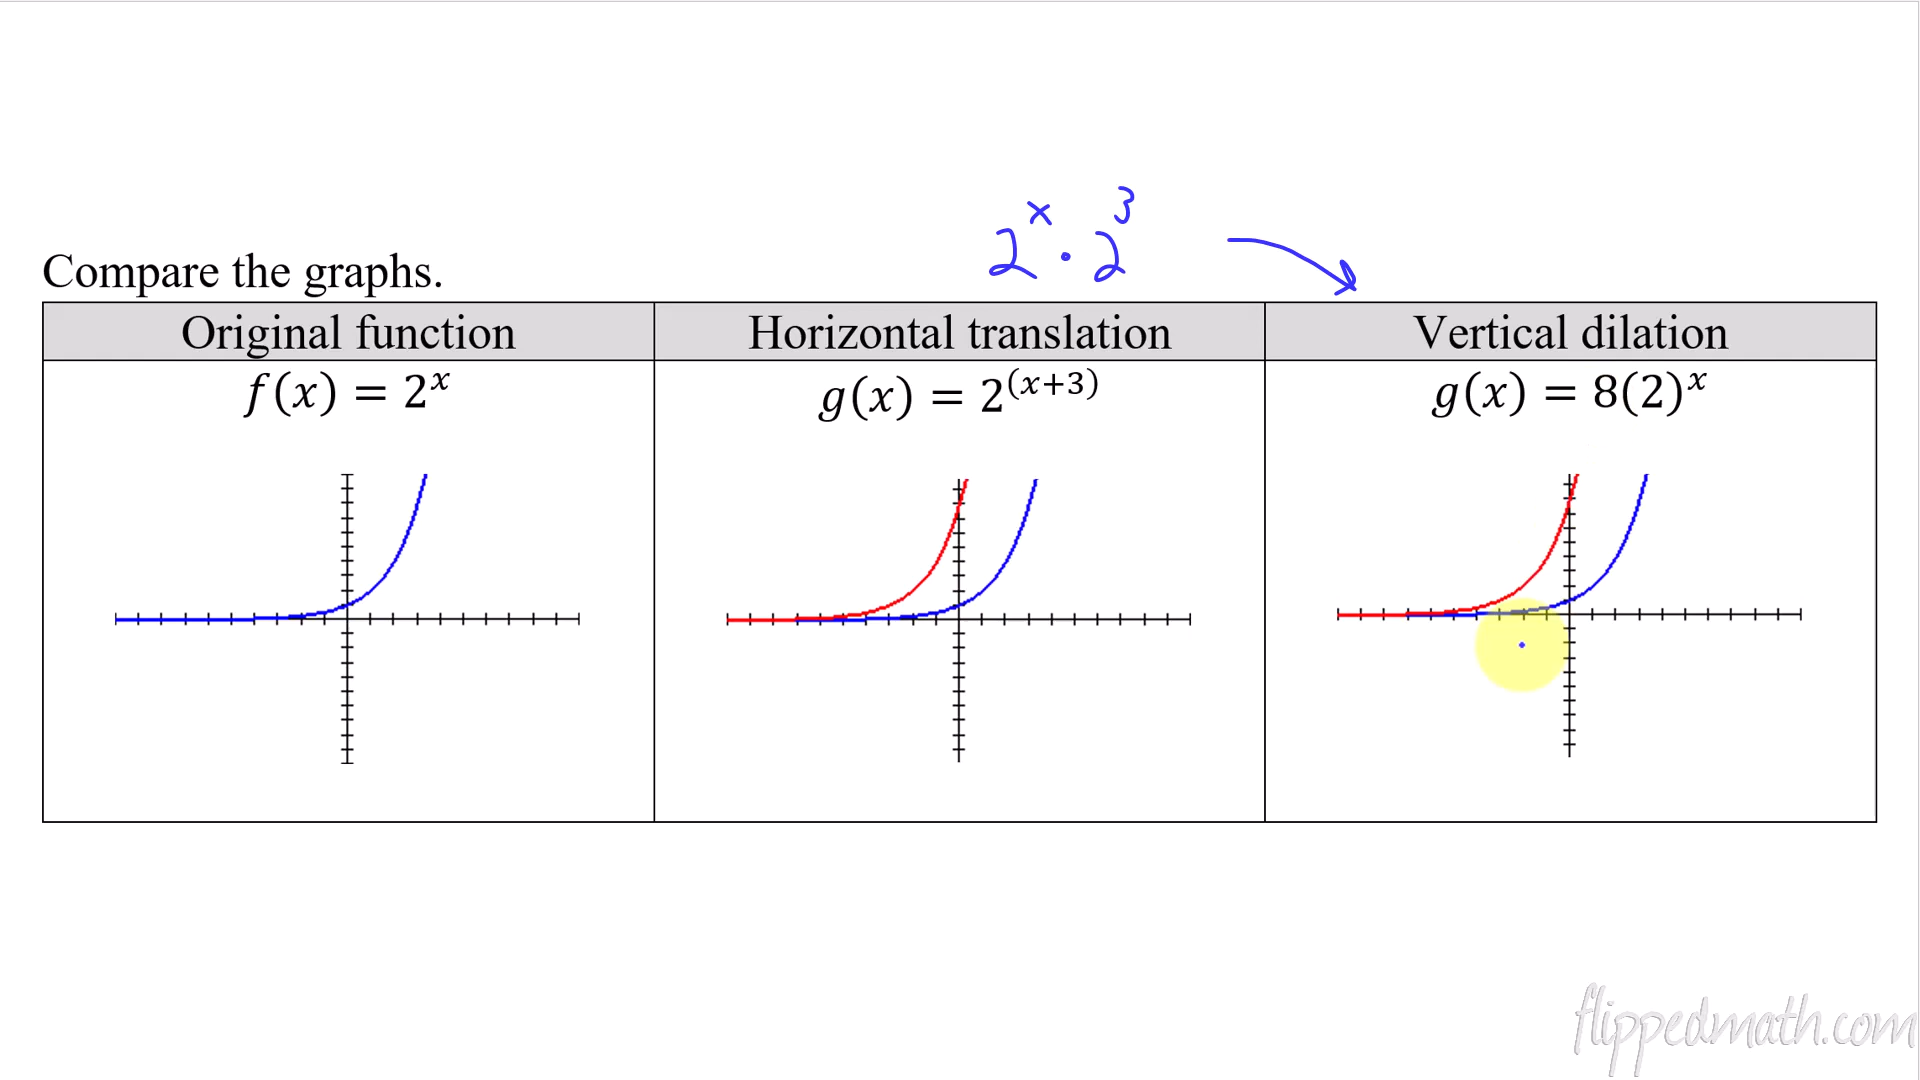 2^x · 2^3
Compare the graphs.
Original function
Horizontal translation
Vertical dilation
f(x) = 2^x
g(x) = 2^(x+3)
g(x) = 8(2)^x
flippedmath.com